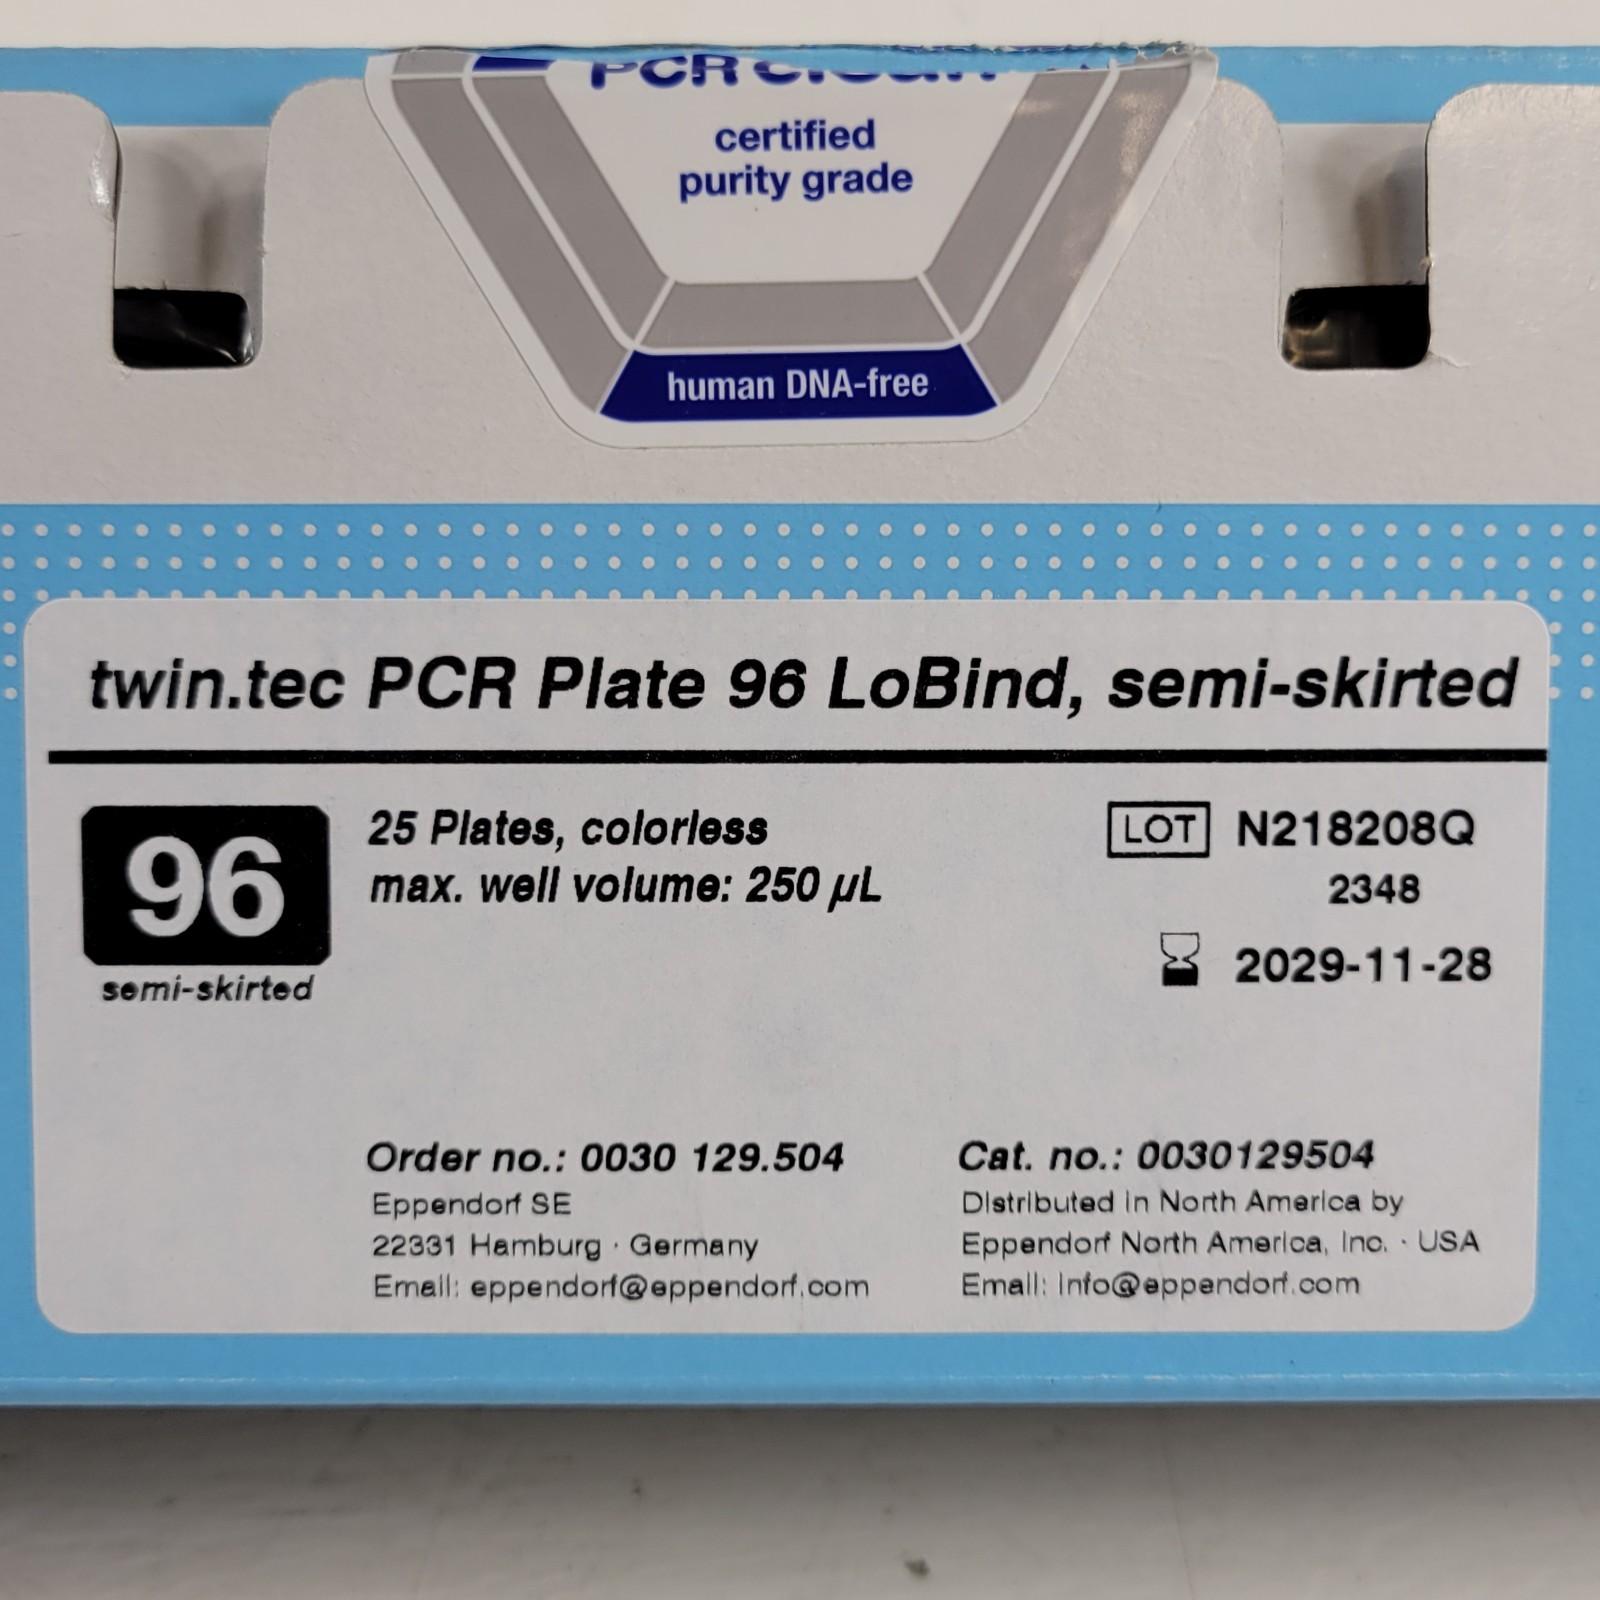 PCR clean
certified
purity grade
human DNA-free
twin.tec PCR Plate 96 LoBind, semi-skirted
96
semi-skirted
25 Plates, colorless
max. well volume: 250 µL
LOT N218208Q
2348
2029-11-28
Order no.: 0030 129.504
Eppendorf SE
22331 Hamburg · Germany
Email: eppendorf@eppendorf.com
Cat. no.: 0030129504
Distributed in North America by
Eppendorf North America, Inc. · USA
Email: info@eppendorf.com